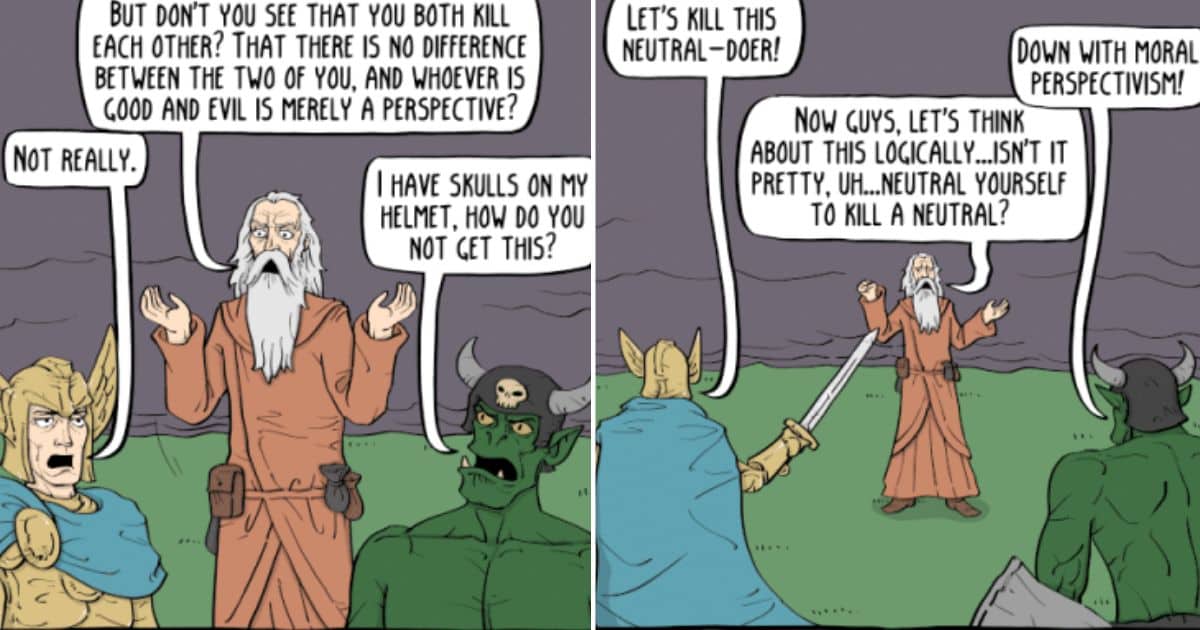 BUT DON'T YOU SEE THAT YOU BOTH KILL
EACH OTHER? THAT THERE IS NO DIFFERENCE
BETWEEN THE TWO OF YOU, AND WHOEVER IS
GOOD AND EVIL IS MERELY A PERSPECTIVE?
NOT REALLY.
I HAVE SKULLS ON MY
HELMET, HOW DO YOU
NOT GET THIS?
LET'S KILL THIS
NEUTRAL-DOER!
DOWN WITH MORAL
PERSPECTIVISM!
NOW GUYS, LET'S THINK
ABOUT THIS LOGICALLY...ISN'T IT
PRETTY, UH...NEUTRAL YOURSELF
TO KILL A NEUTRAL?